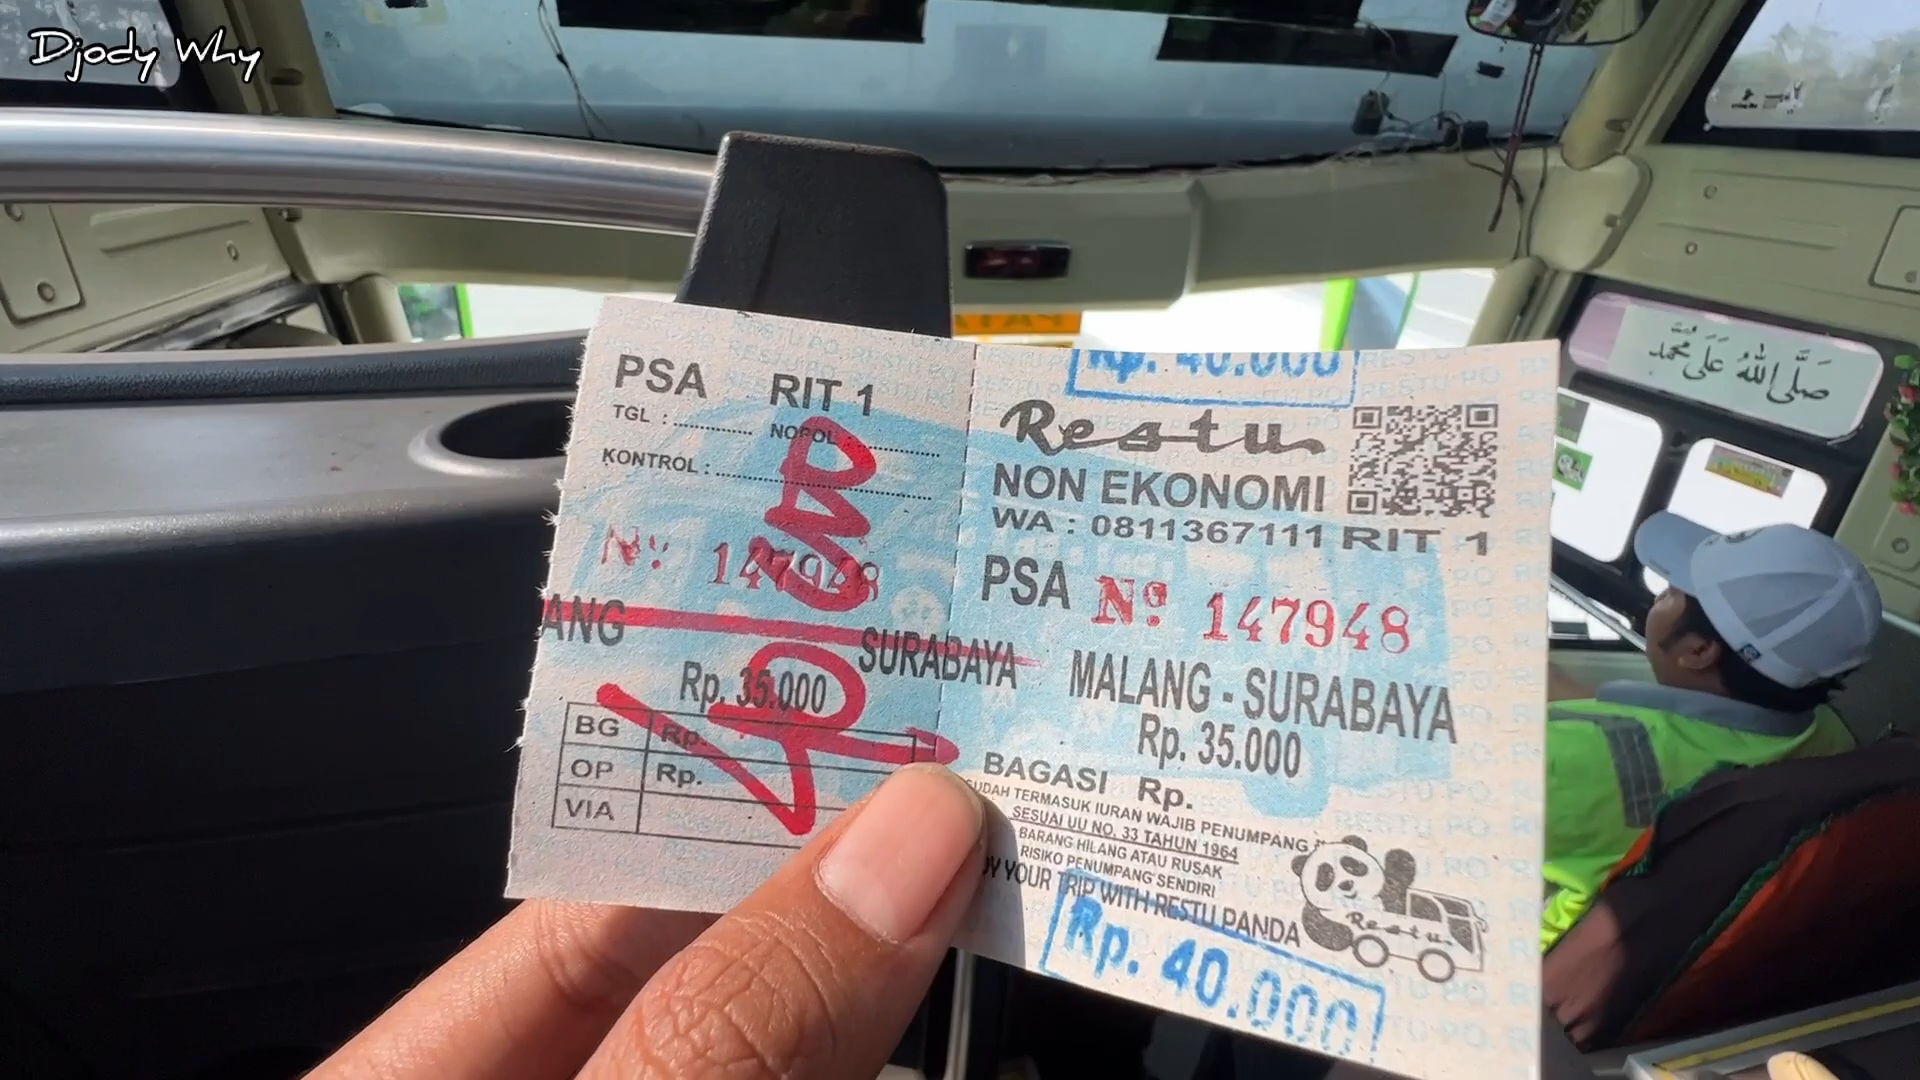 Djody Why
صَلَّى اللهُ عَلَى مُحَمَّد
PSA RIT 1
TGL : NOPOL :
KONTROL :
Nº 147948
ANG SURABAYA
Rp. 35.000
BG Rp.
OP Rp.
VIA
Rp. 40.000
Restu
NON EKONOMI
WA : 0811367111 RIT 1
PSA Nº 147948
MALANG - SURABAYA
Rp. 35.000
BAGASI Rp.
SUDAH TERMASUK IURAN WAJIB PENUMPANG
SESUAI UU NO. 33 TAHUN 1964
BARANG HILANG ATAU RUSAK
RISIKO PENUMPANG SENDIRI
YOUR TRIP WITH RESTU PANDA
Restu
Rp. 40.000